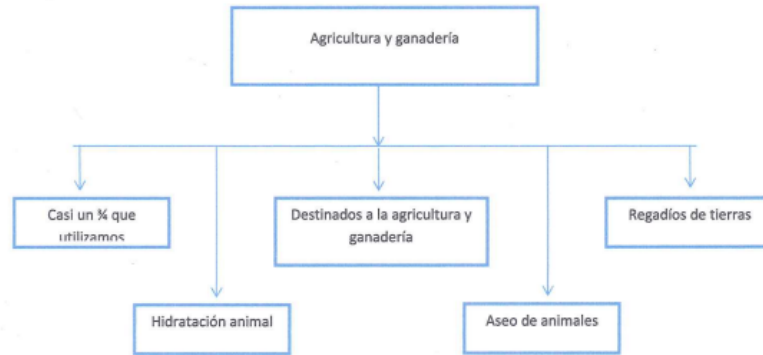 Agricultura y ganadería
Casi un ¾ que
utilizamos
Destinados a la agricultura y
ganadería
Regadíos de tierras
Hidratación animal
Aseo de animales